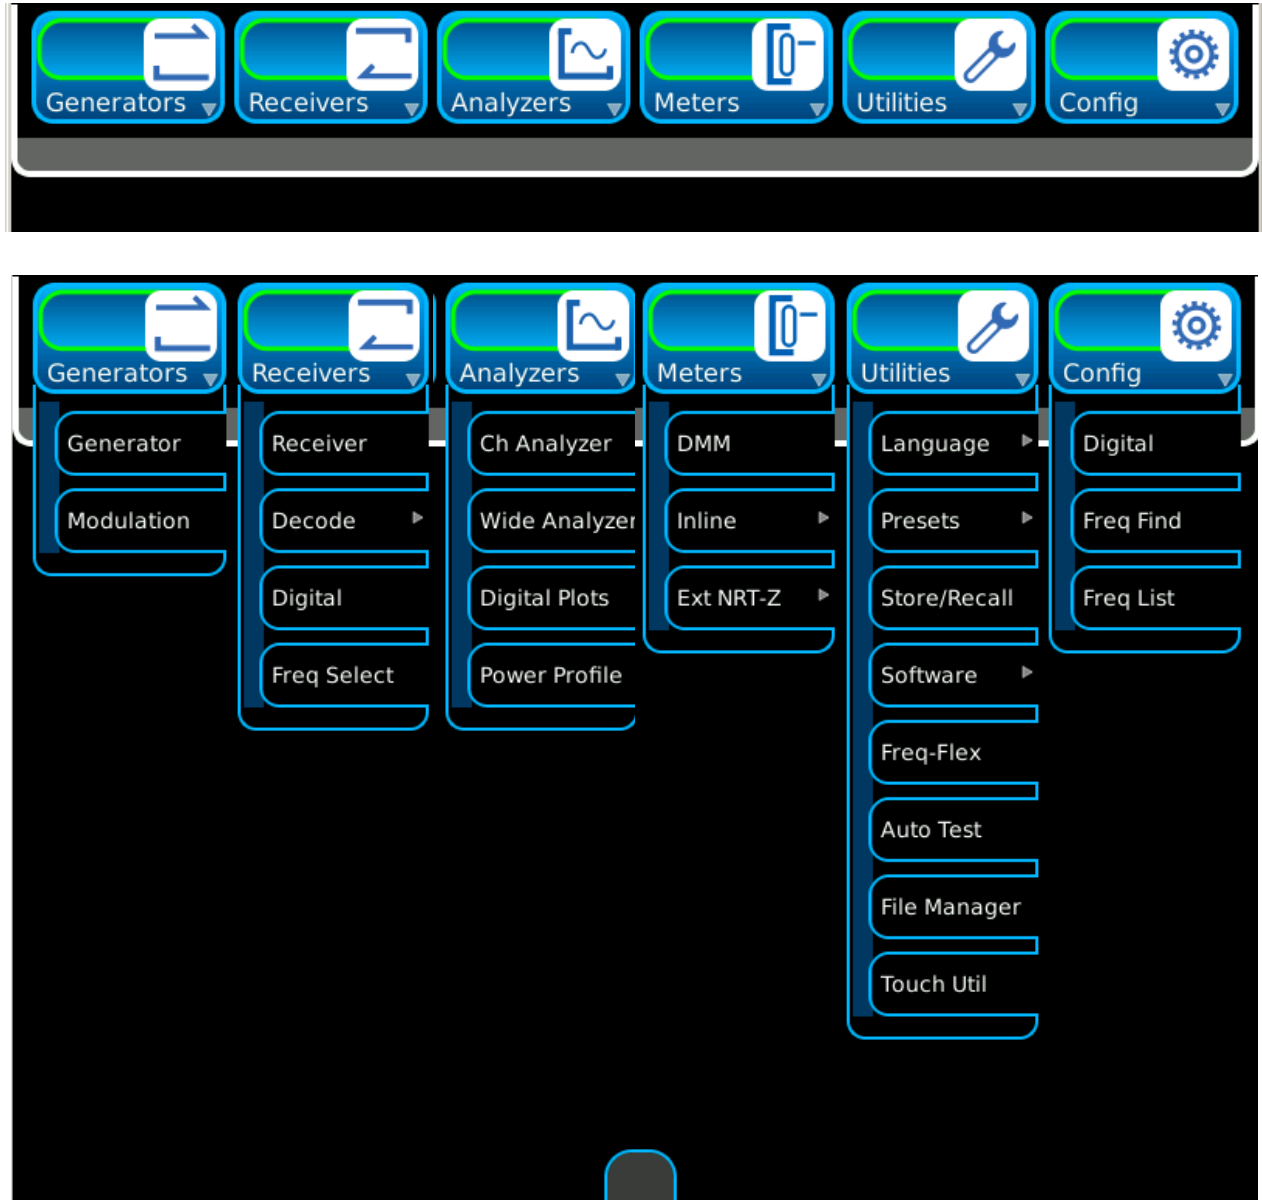 Generators
Receivers
Analyzers
Meters
Utilities
Config
Generators
Generator
Modulation
Receivers
Receiver
Decode
Digital
Freq Select
Analyzers
Ch Analyzer
Wide Analyzer
Digital Plots
Power Profile
Meters
DMM
Inline
Ext NRT-Z
Utilities
Language
Presets
Store/Recall
Software
Freq-Flex
Auto Test
File Manager
Touch Util
Config
Digital
Freq Find
Freq List